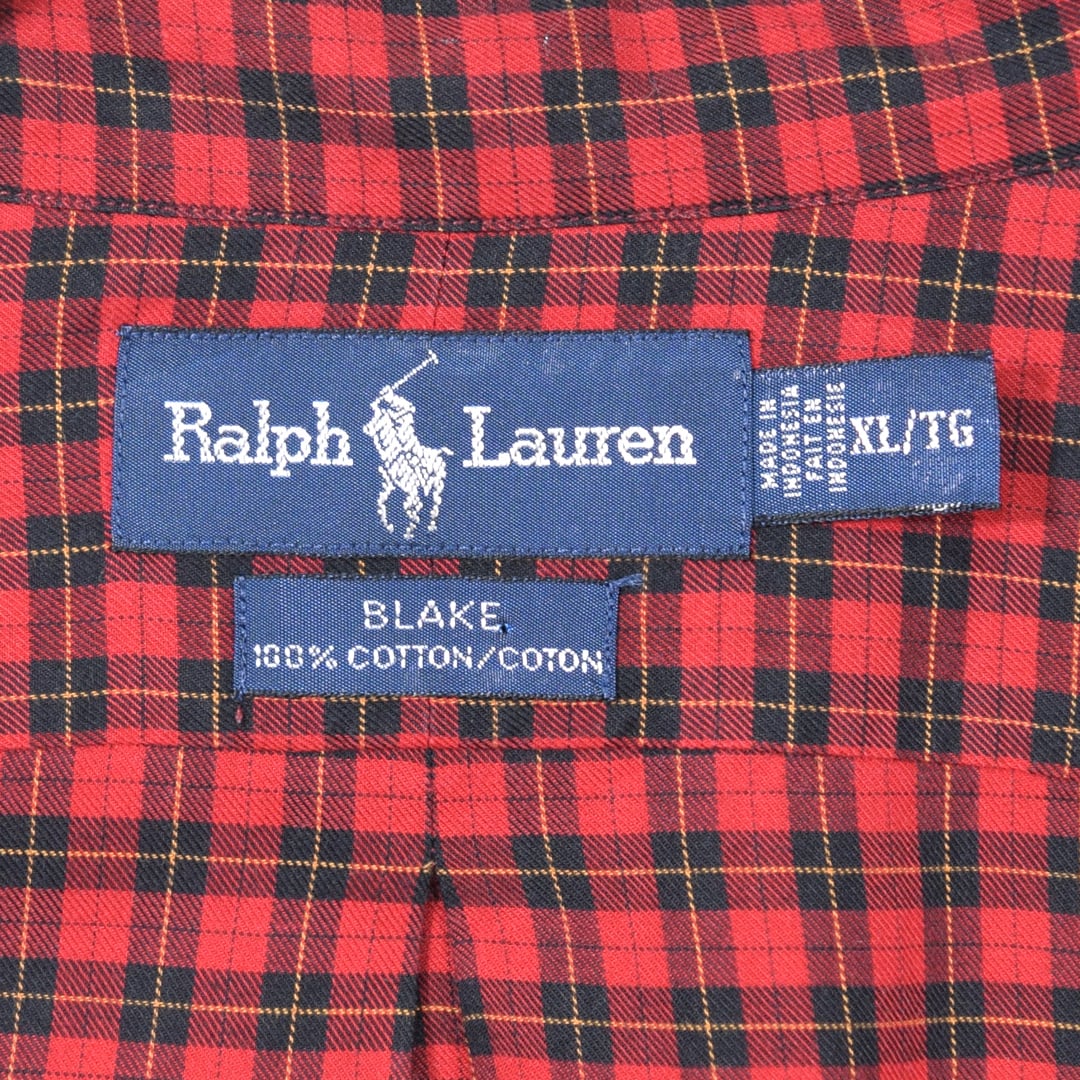 Ralph Lauren
MADE IN
INDONESIA
FAIT EN
INDONESIE
XL/TG
BLAKE
100% COTTON/COTON